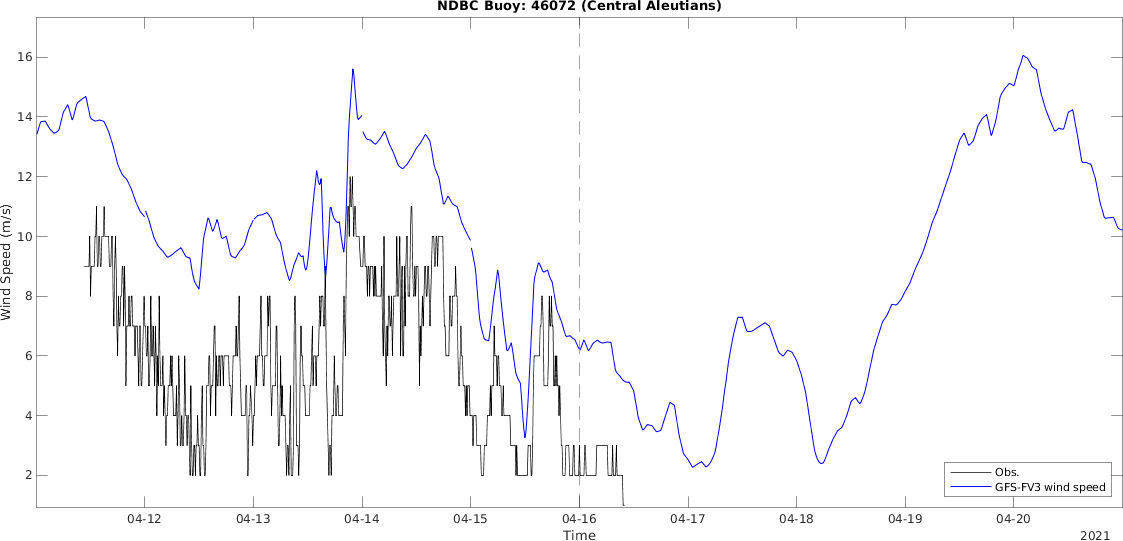 NDBC Buoy: 46072 (Central Aleutians)
Wind Speed (m/s)
16
14
12
10
8
6
4
2
Obs.
GFS-FV3 wind speed
04-12 04-13 04-14 04-15 04-16 04-17 04-18 04-19 04-20
Time
2021